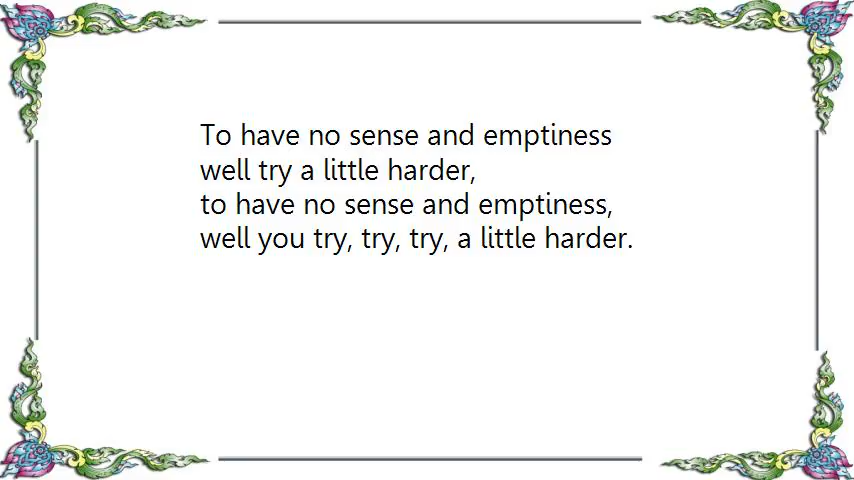 To have no sense and emptiness
well try a little harder,
to have no sense and emptiness,
well you try, try, try, a little harder.